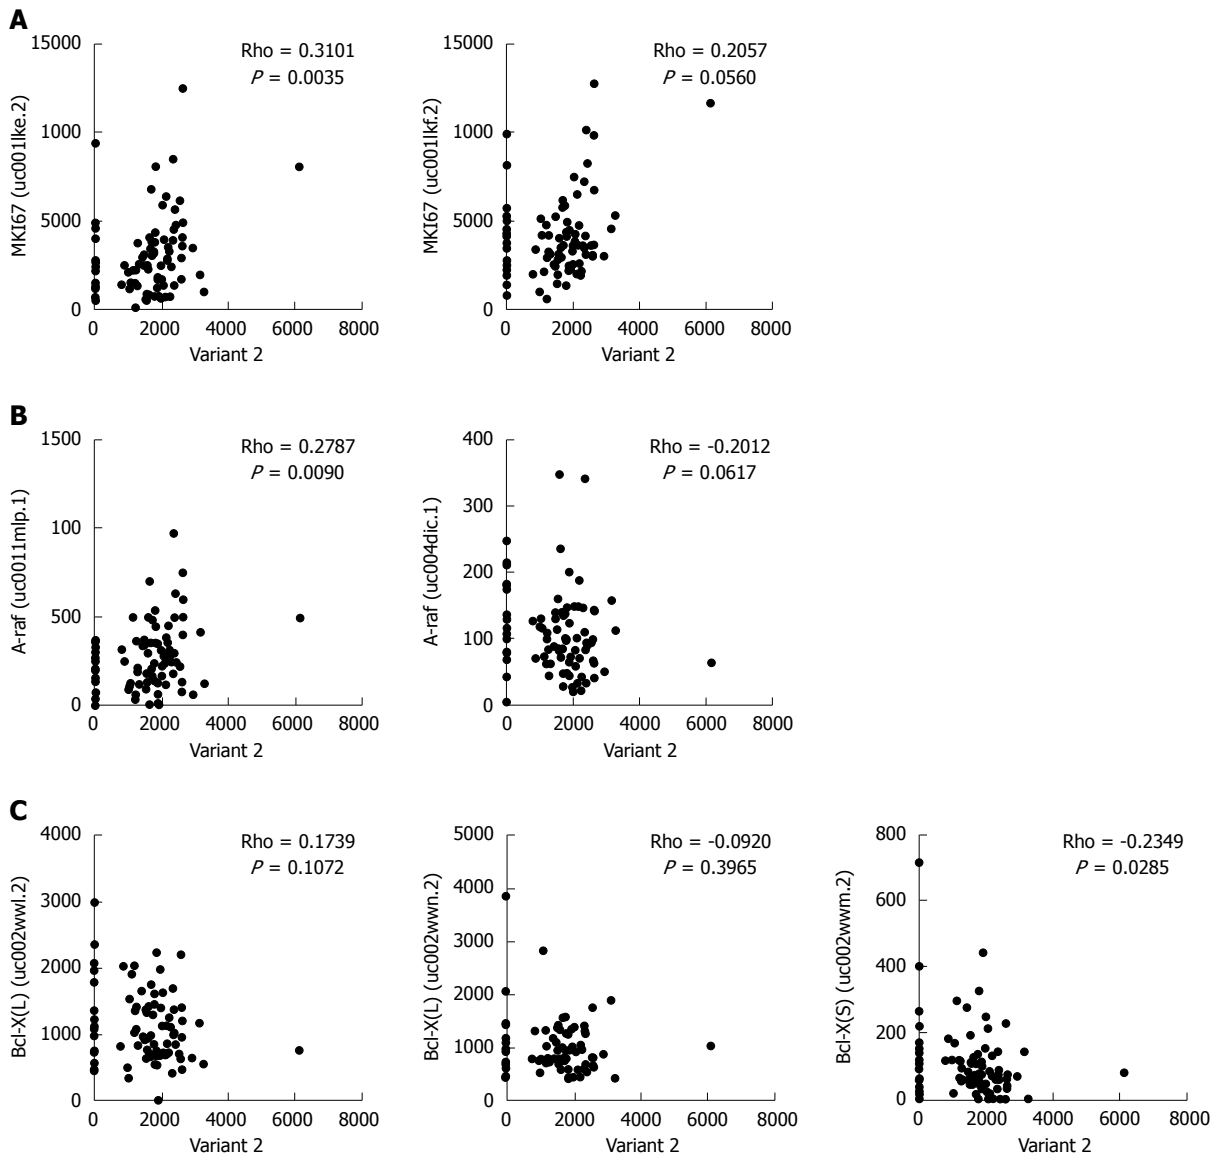 A
Rho = 0.3101
P = 0.0035
15000
1000
5000
0
MKI67 (uc001lke.2)
0 2000 4000 6000 8000
Variant 2
Rho = 0.2057
P = 0.0560
15000
1000
5000
0
MKI67 (uc001lkf.2)
0 2000 4000 6000 8000
Variant 2
B
Rho = 0.2787
P = 0.0090
1500
100
500
0
A-raf (uc0011mlp.1)
0 2000 4000 6000 8000
Variant 2
Rho = -0.2012
P = 0.0617
400
300
200
100
0
A-raf (uc004dic.1)
0 2000 4000 6000 8000
Variant 2
C
Rho = 0.1739
P = 0.1072
4000
3000
2000
1000
0
Bcl-X(L) (uc002wwl.2)
0 2000 4000 6000 8000
Variant 2
Rho = -0.0920
P = 0.3965
5000
4000
3000
2000
1000
0
Bcl-X(L) (uc002wwn.2)
0 2000 4000 6000 8000
Variant 2
Rho = -0.2349
P = 0.0285
800
600
400
200
0
Bcl-X(S) (uc002wwm.2)
0 2000 4000 6000 8000
Variant 2